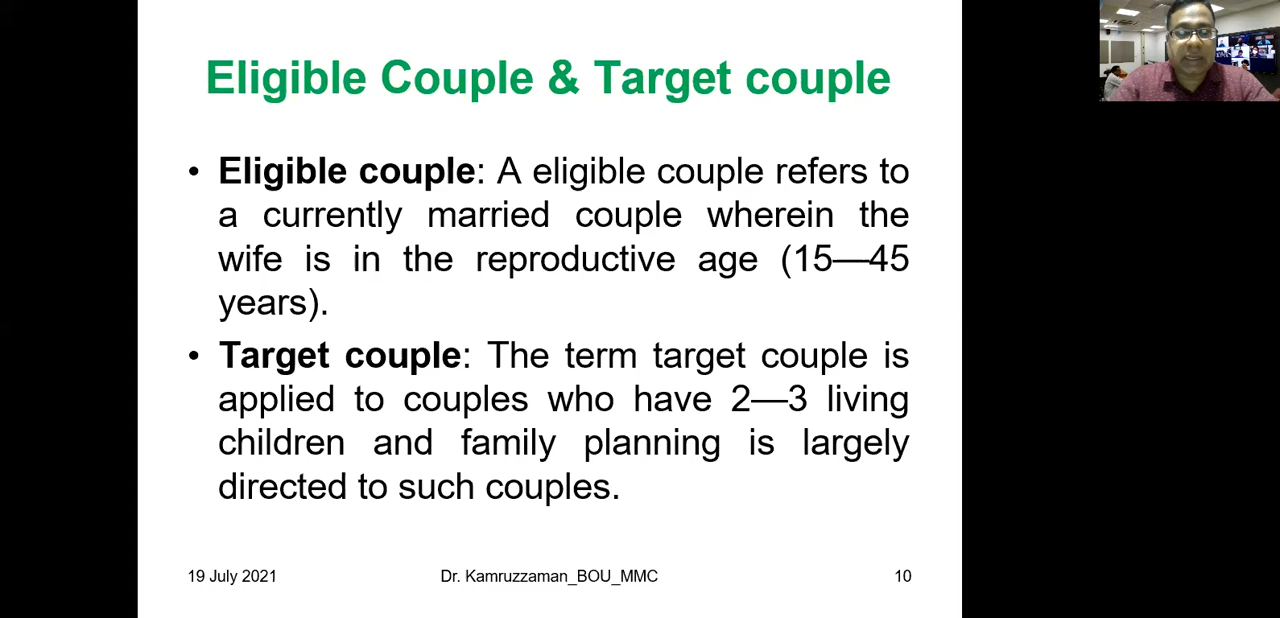 Eligible Couple & Target couple
• Eligible couple: A eligible couple refers to
a currently married couple wherein the
wife is in the reproductive age (15—45
years).
• Target couple: The term target couple is
applied to couples who have 2—3 living
children and family planning is largely
directed to such couples.
19 July 2021 Dr. Kamruzzaman_BOU_MMC 10